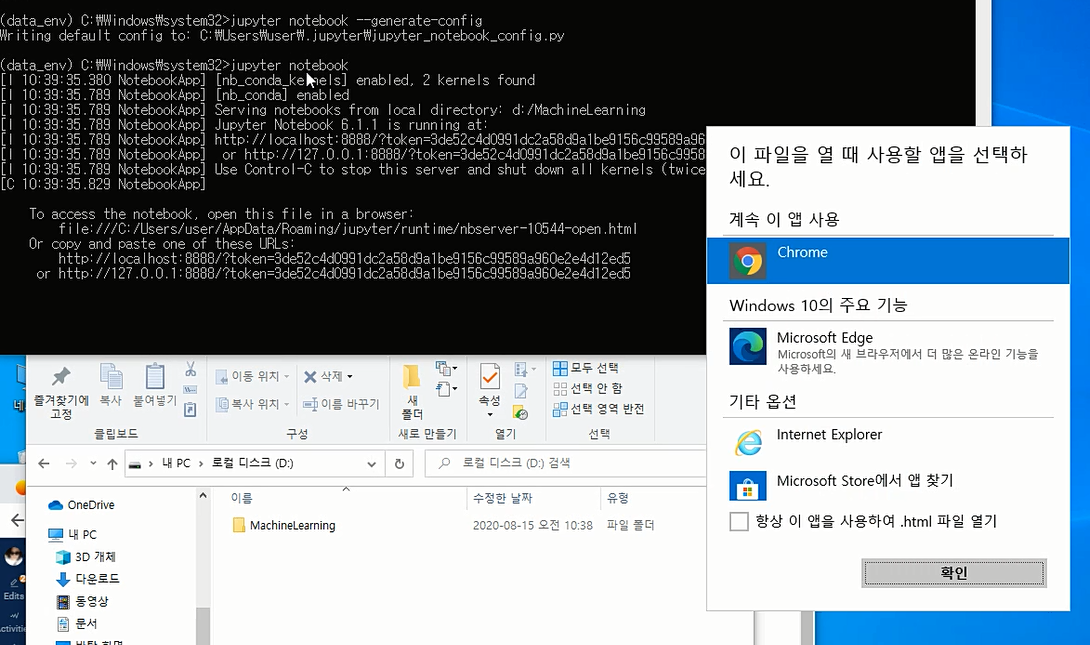 (data_env) C:₩Windows₩system32>jupyter notebook --generate-config
Writing default config to: C:₩Users₩user₩.jupyter₩jupyter_notebook_config.py
(data_env) C:₩Windows₩system32>jupyter notebook
[I 10:39:35.380 NotebookApp] [nb_conda_kernels] enabled, 2 kernels found
[I 10:39:35.789 NotebookApp] [nb_conda] enabled
[I 10:39:35.789 NotebookApp] Serving notebooks from local directory: d:/MachineLearning
[I 10:39:35.789 NotebookApp] Jupyter Notebook 6.1.1 is running at:
[I 10:39:35.789 NotebookApp] http://localhost:8888/?token=3de52c4d0991dc2a58d9a1be9156c99589a96
[I 10:39:35.789 NotebookApp]  or http://127.0.0.1:8888/?token=3de52c4d0991dc2a58d9a1be9156c9958
[I 10:39:35.789 NotebookApp] Use Control-C to stop this server and shut down all kernels (twice
[C 10:39:35.829 NotebookApp]
To access the notebook, open this file in a browser:
file:///C:/Users/user/AppData/Roaming/jupyter/runtime/nbserver-10544-open.html
Or copy and paste one of these URLs:
http://localhost:8888/?token=3de52c4d0991dc2a58d9a1be9156c99589a960e2e4d12ed5
or http://127.0.0.1:8888/?token=3de52c4d0991dc2a58d9a1be9156c99589a960e2e4d12ed5
이 파일을 열 때 사용할 앱을 선택하
세요.
계속 이 앱 사용
Chrome
Windows 10의 주요 기능
Microsoft Edge
Microsoft의 새 브라우저에서 더 많은 온라인 기능을
사용하세요.
기타 옵션
Internet Explorer
Microsoft Store에서 앱 찾기
항상 이 앱을 사용하여 .html 파일 열기
확인
즐겨찾기에
고정
복사
붙여넣기
클립보드
이동 위치
복사 위치
삭제
이름 바꾸기
구성
새
폴더
새로 만들기
속성
열기
모두 선택
선택 안 함
선택 영역 반전
선택
내 PC > 로컬 디스크 (D:)
로컬 디스크 (D:) 검색
이름 수정한 날짜 유형
MachineLearning 2020-08-15 오전 10:38 파일 폴더
OneDrive
내 PC
3D 개체
다운로드
동영상
문서
바탕 화면
Edits